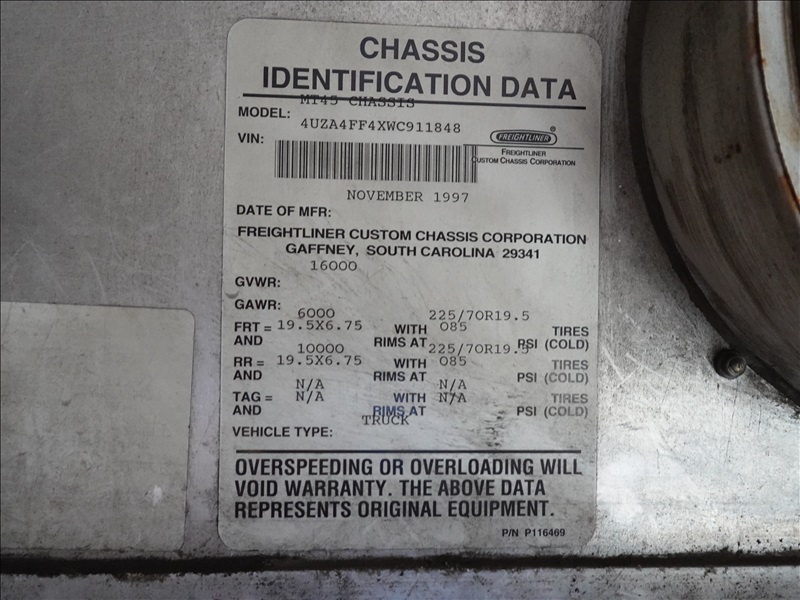 CHASSIS
IDENTIFICATION DATA
MT45 CHASSIS
MODEL:
4UZA4FF4XWC911848
VIN:
FREIGHTLINER ®
FREIGHTLINER
CUSTOM CHASSIS CORPORATION
NOVEMBER 1997
DATE OF MFR:
FREIGHTLINER CUSTOM CHASSIS CORPORATION
GAFFNEY, SOUTH CAROLINA 29341
16000
GVWR:
GAWR:
6000 225/70R19.5
FRT = 19.5X6.75 WITH 085 TIRES
AND RIMS AT PSI (COLD)
10000 225/70R19.5
RR = 19.5X6.75 WITH 085 TIRES
AND RIMS AT PSI (COLD)
N/A N/A
TAG = N/A WITH N/A TIRES
AND RIMS AT PSI (COLD)
TRUCK
VEHICLE TYPE:
OVERSPEEDING OR OVERLOADING WILL
VOID WARRANTY. THE ABOVE DATA
REPRESENTS ORIGINAL EQUIPMENT.
P/N P116469